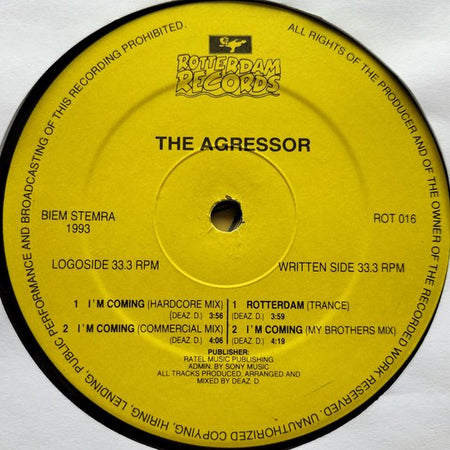 UNAUTHORIZED COPYING, HIRING, LENDING, PUBLIC PERFORMANCE AND BROADCASTING OF THIS RECORDING PROHIBITED.
ALL RIGHTS OF THE PRODUCER AND OF THE OWNER OF THE RECORDED WORK RESERVED.
ROTTERDAM
RECORDS
THE AGRESSOR
BIEM STEMRA
1993
ROT 016
LOGOSIDE 33.3 RPM
WRITTEN SIDE 33.3 RPM
1 I'M COMING (HARDCORE MIX)
(DEAZ. D.) 3:56
2 I'M COMING (COMMERCIAL MIX)
(DEAZ. D.) 4:06
1 ROTTERDAM (TRANCE)
(DEAZ. D.) 3:59
2 I'M COMING (MY BROTHERS MIX)
(DEAZ. D.) 4:19
PUBLISHER:
RATEL MUSIC PUBLISHING
ADMIN. BY SONY MUSIC
ALL TRACKS PRODUCED, ARRANGED AND
MIXED BY DEAZ D.